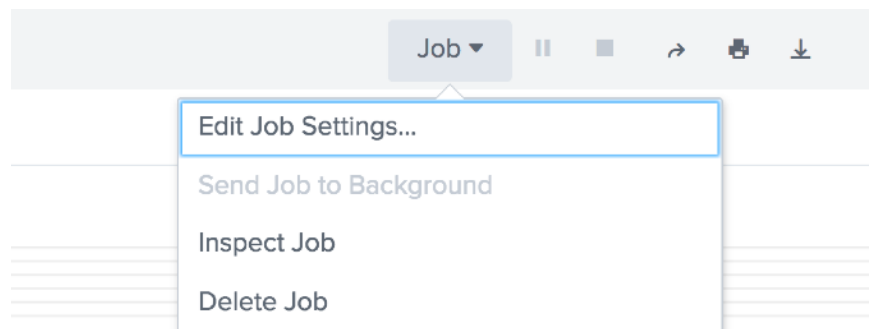 Job
Edit Job Settings...
Send Job to Background
Inspect Job
Delete Job